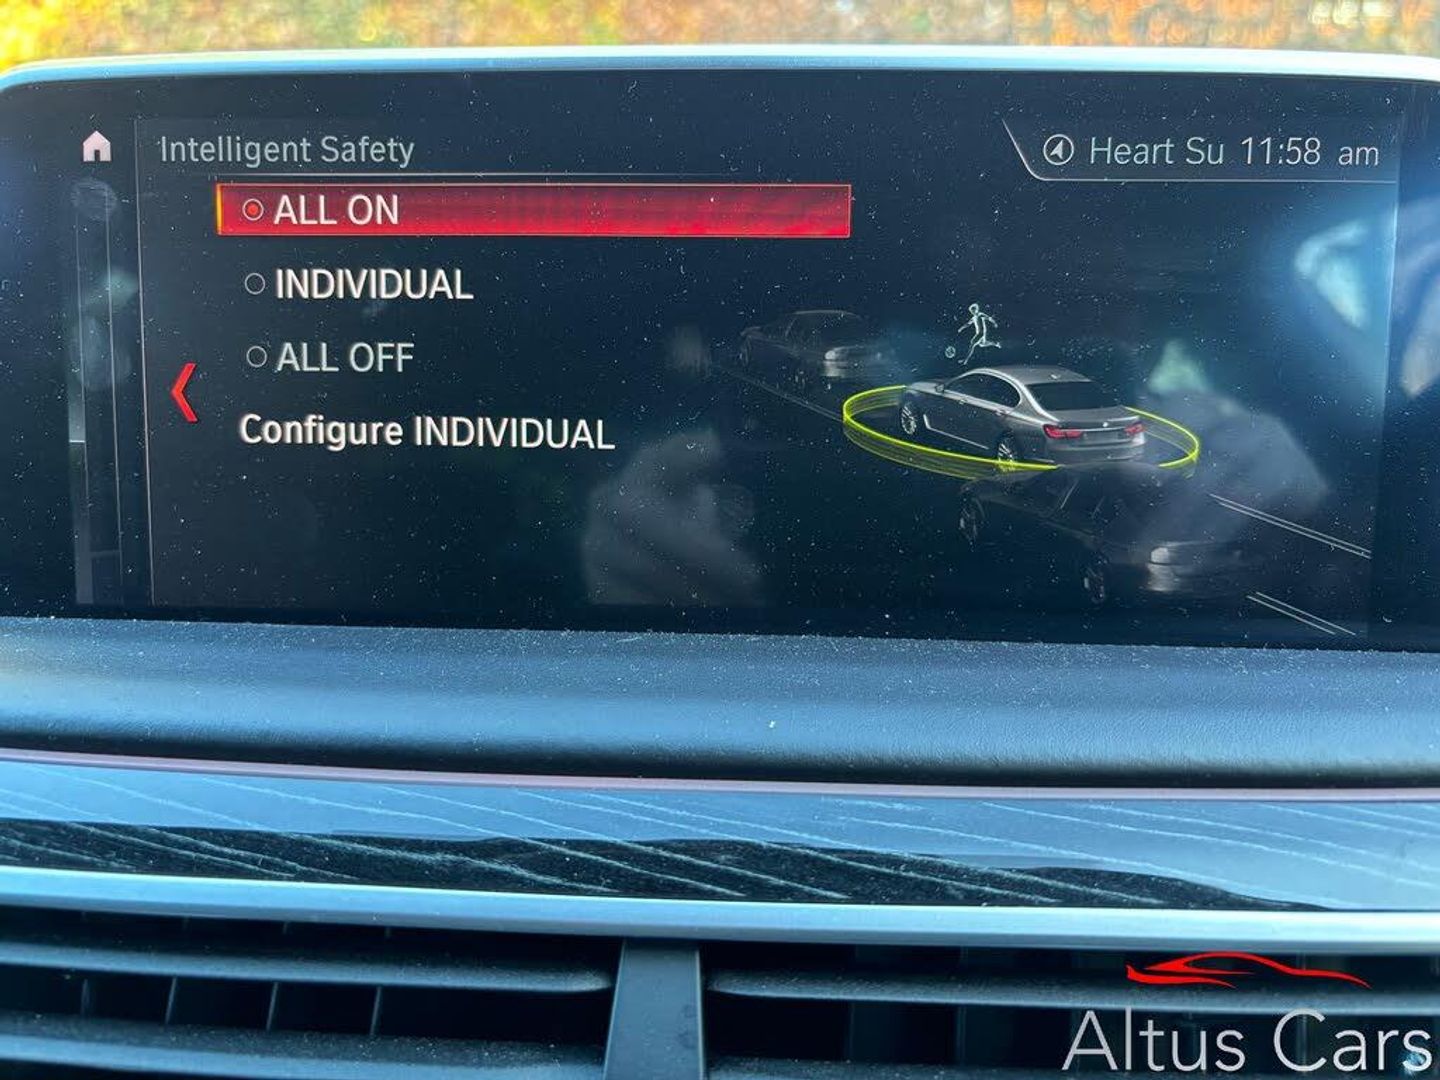 Intelligent Safety
Heart Su 11:58 am
ALL ON
INDIVIDUAL
ALL OFF
Configure INDIVIDUAL
Altus Cars